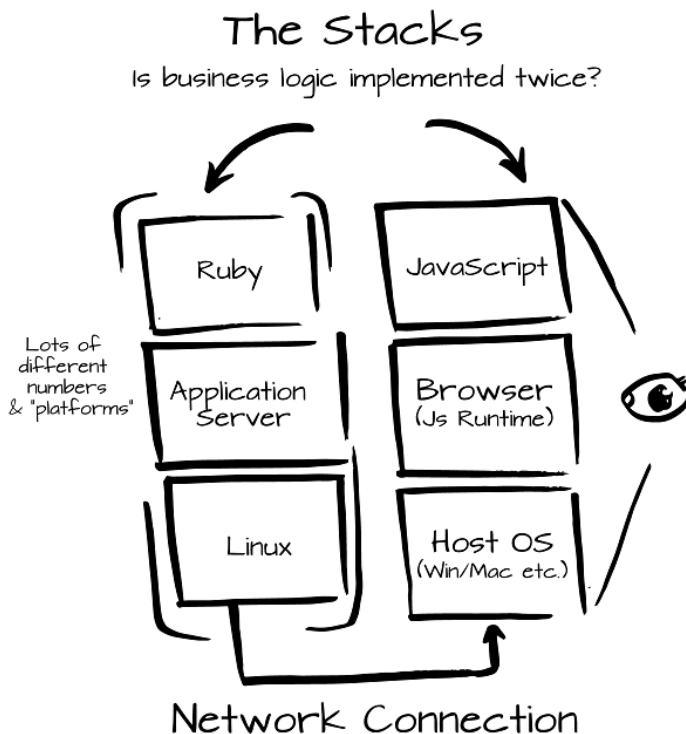 The Stacks
Is business logic implemented twice?
Ruby
Application
Server
Linux
Lots of
different
numbers
& "platforms"
JavaScript
Browser
(Js Runtime)
Host OS
(Win/Mac etc.)
Network Connection